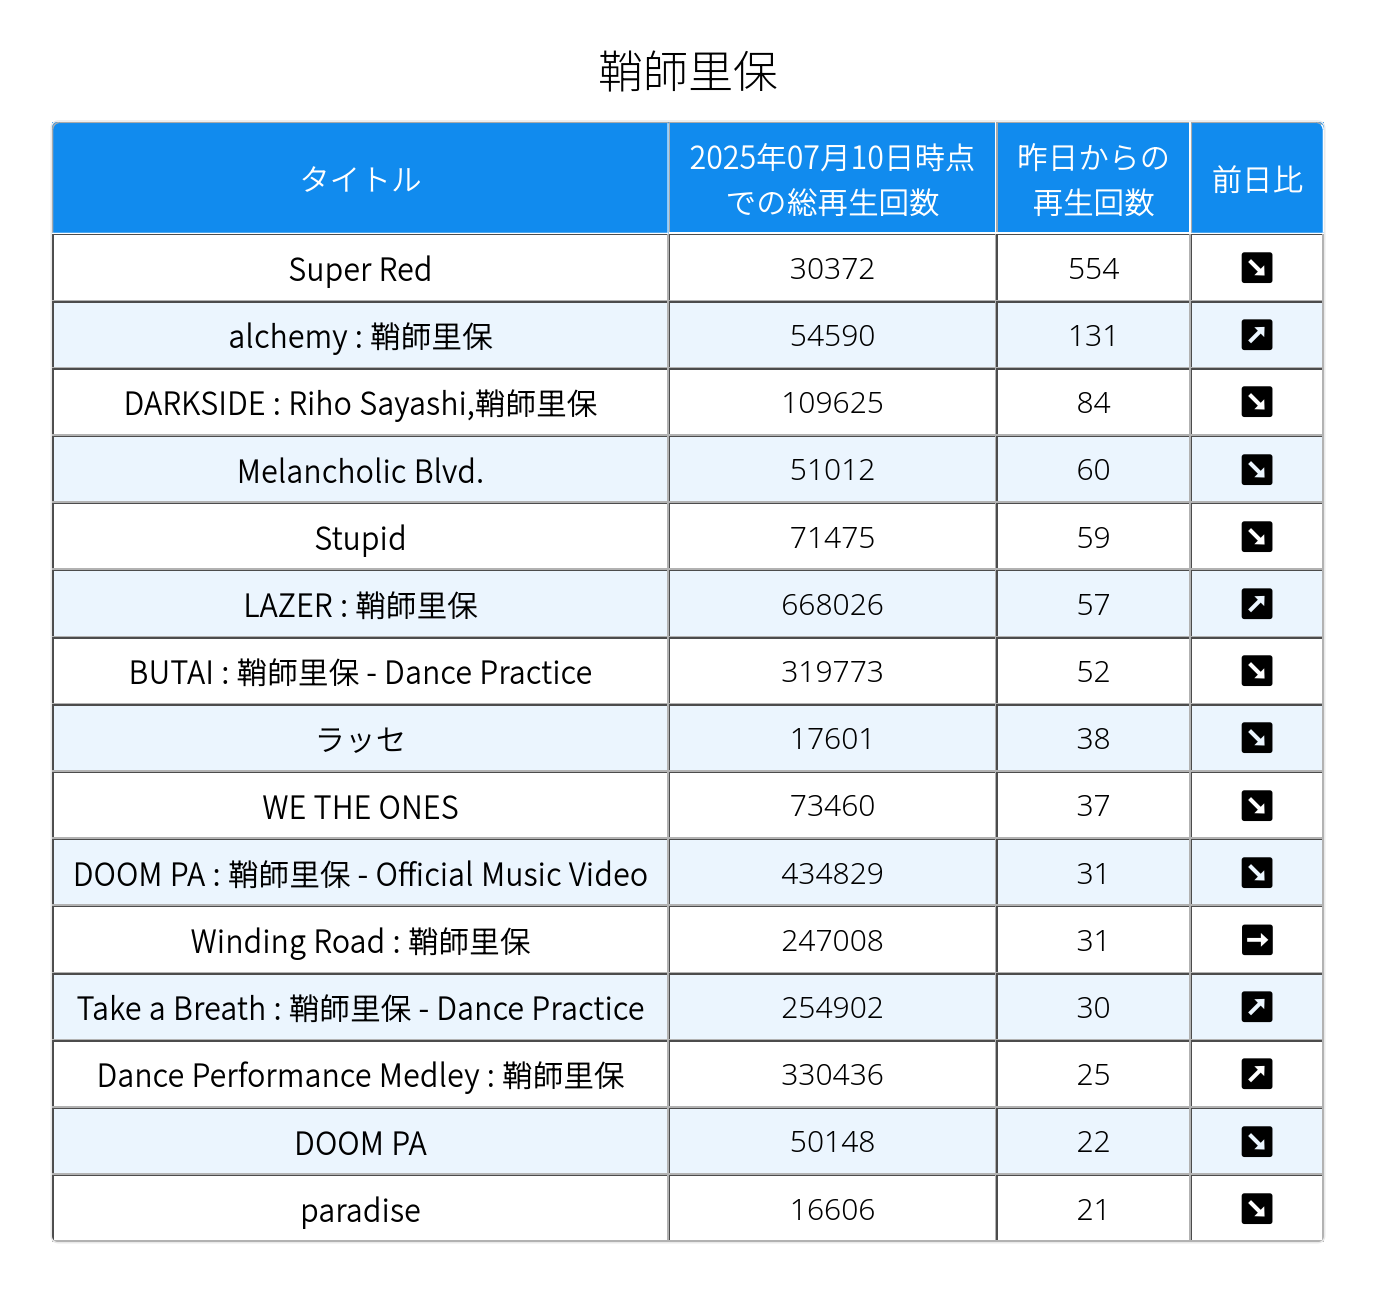 鞘師里保
タイトル 2025年07月10日時点 昨日からの 前日比
での総再生回数 再生回数
Super Red 30372 554 ↘
alchemy : 鞘師里保 54590 131 ↗
DARKSIDE : Riho Sayashi,鞘師里保 109625 84 ↘
Melancholic Blvd. 51012 60 ↘
Stupid 71475 59 ↘
LAZER : 鞘師里保 668026 57 ↗
BUTAI : 鞘師里保 - Dance Practice 319773 52 ↘
ラッセ 17601 38 ↘
WE THE ONES 73460 37 ↘
DOOM PA : 鞘師里保 - Official Music Video 434829 31 ↘
Winding Road : 鞘師里保 247008 31 →
Take a Breath : 鞘師里保 - Dance Practice 254902 30 ↗
Dance Performance Medley : 鞘師里保 330436 25 ↗
DOOM PA 50148 22 ↘
paradise 16606 21 ↘